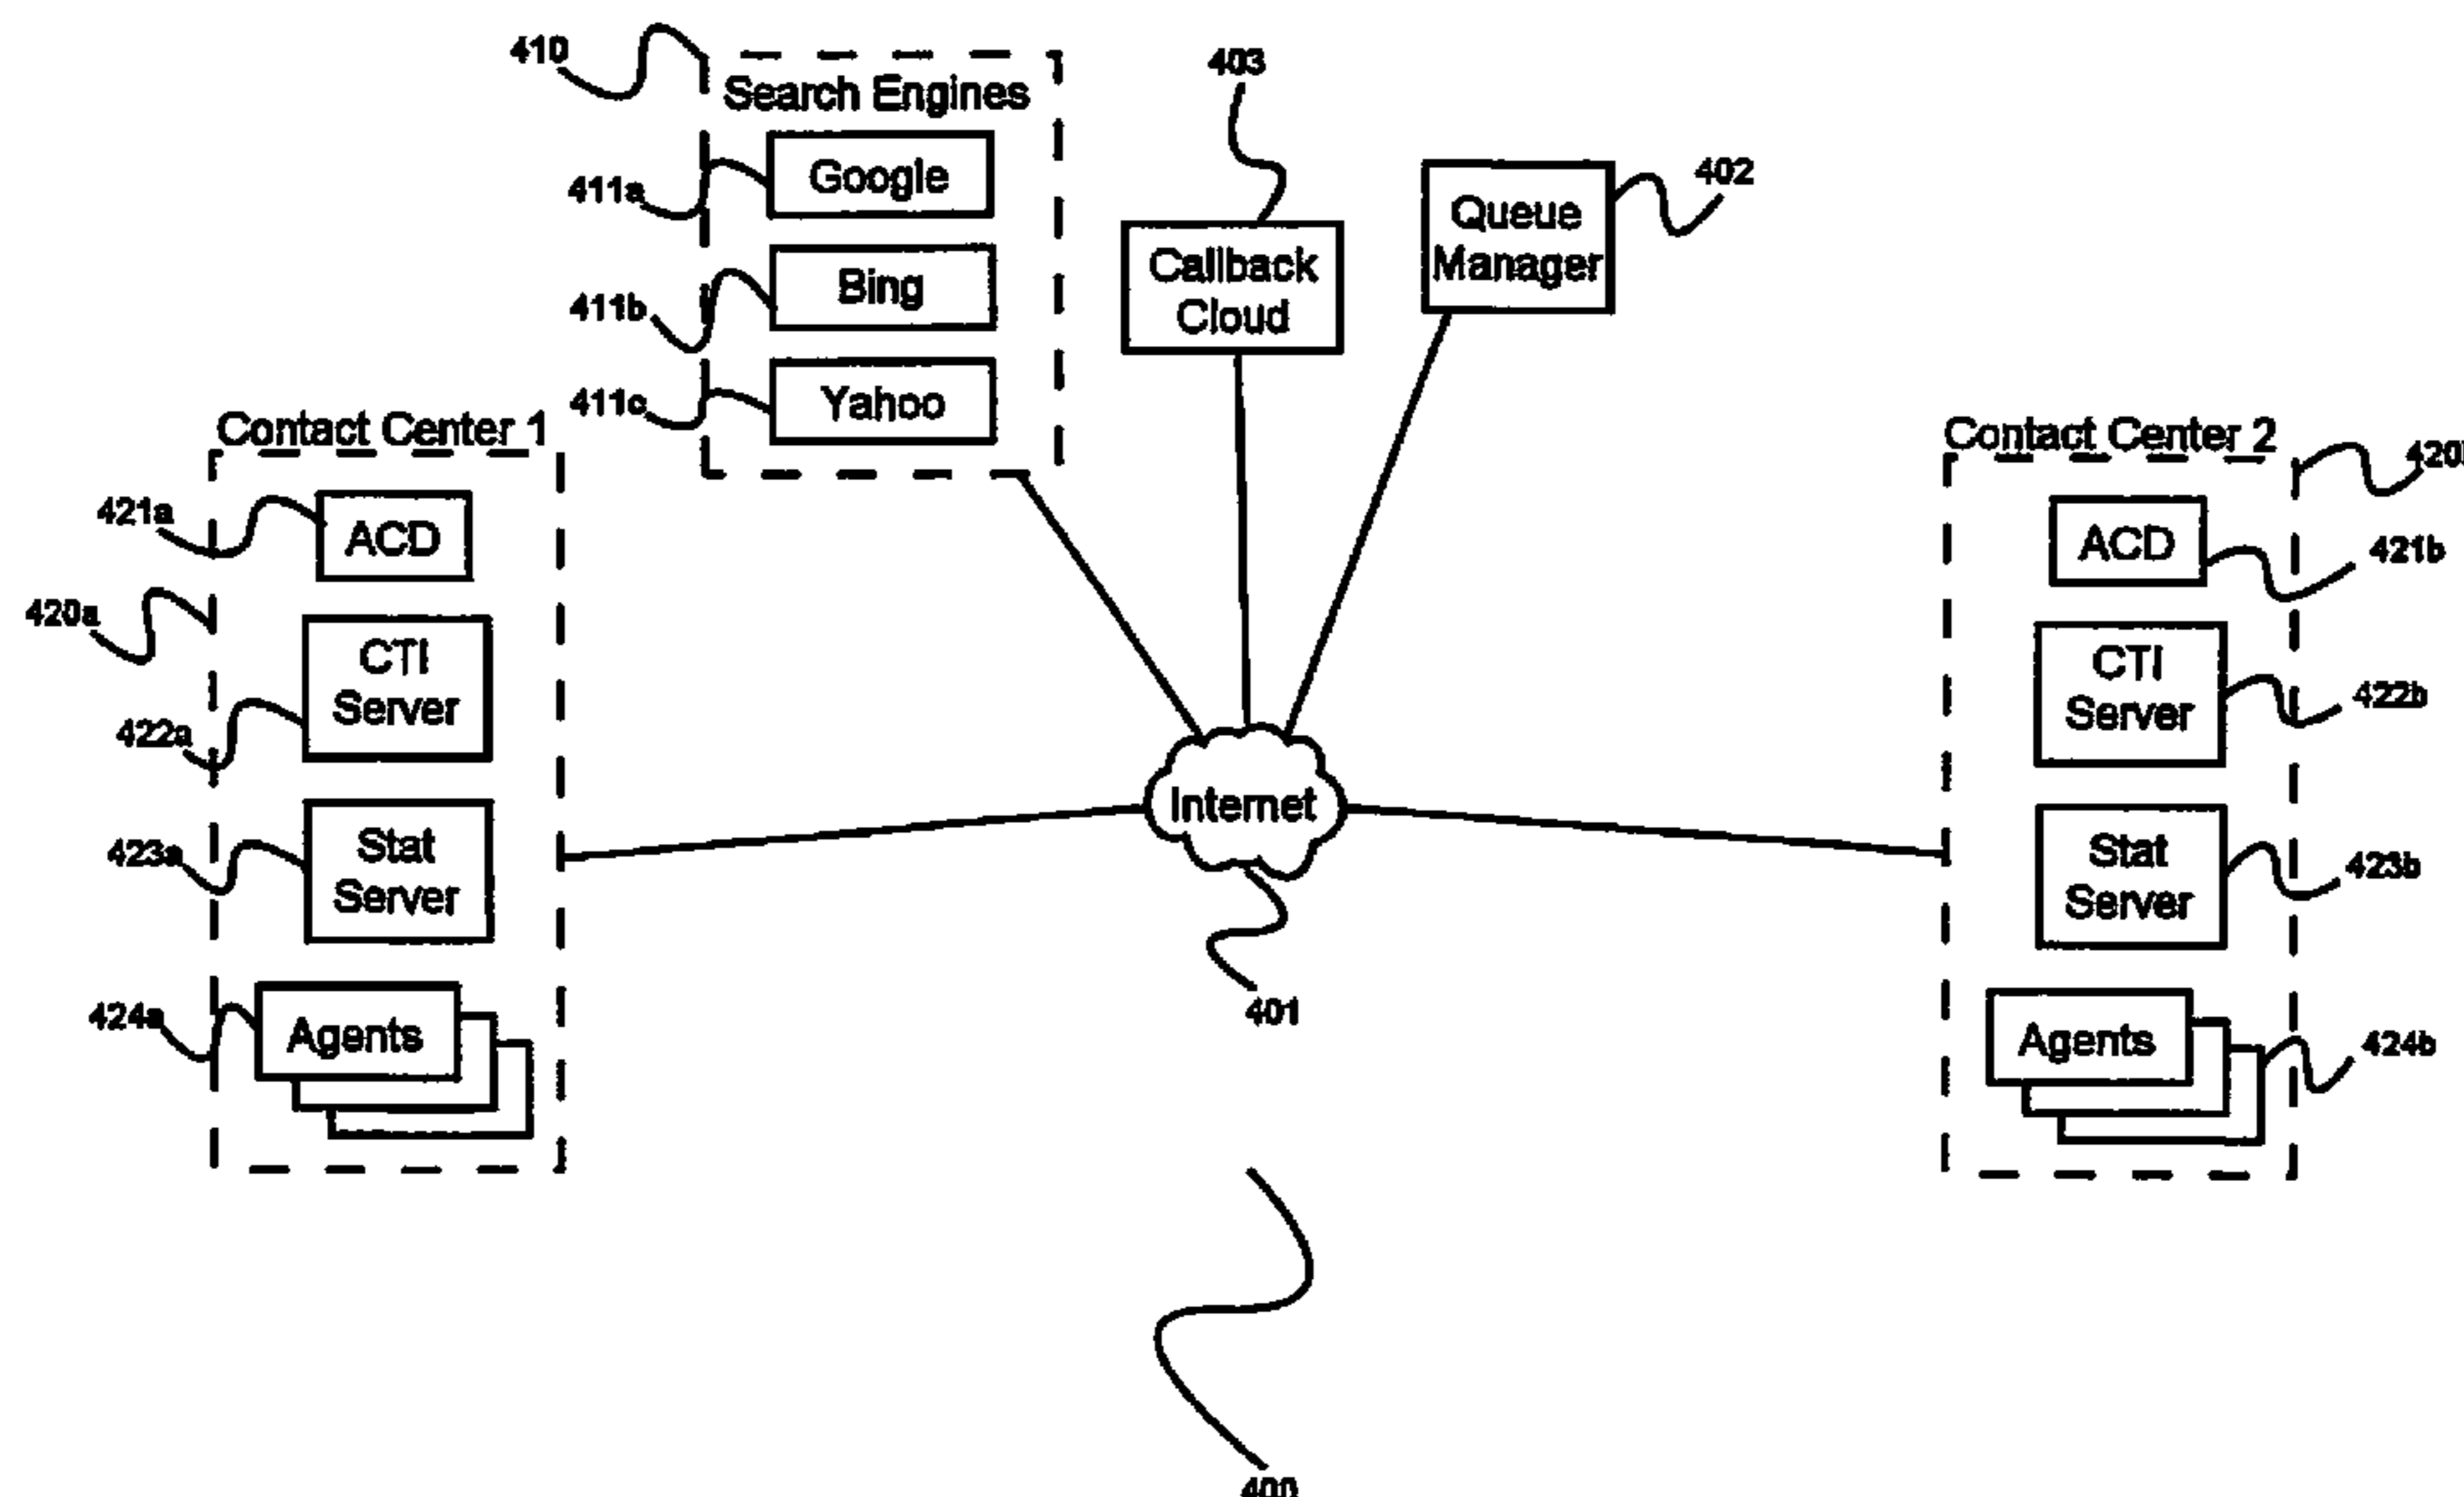 410
Search Engines
403
Google
411a
402
Queue
Manager
Callback
Cloud
Bing
411b
Yahoo
411c
Contact Center 1
Contact Center 2
421a
ACD
ACD
421b
420a
CTI
Server
CTI
Server
422a
422b
Internet
Stat
Server
Stat
Server
423a
423b
401
424a
Agents
Agents
424b
400